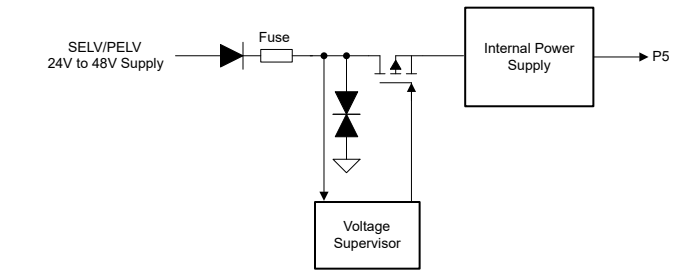 Fuse
SELV/PELV
24V to 48V Supply
Internal Power
Supply
P5
Voltage
Supervisor